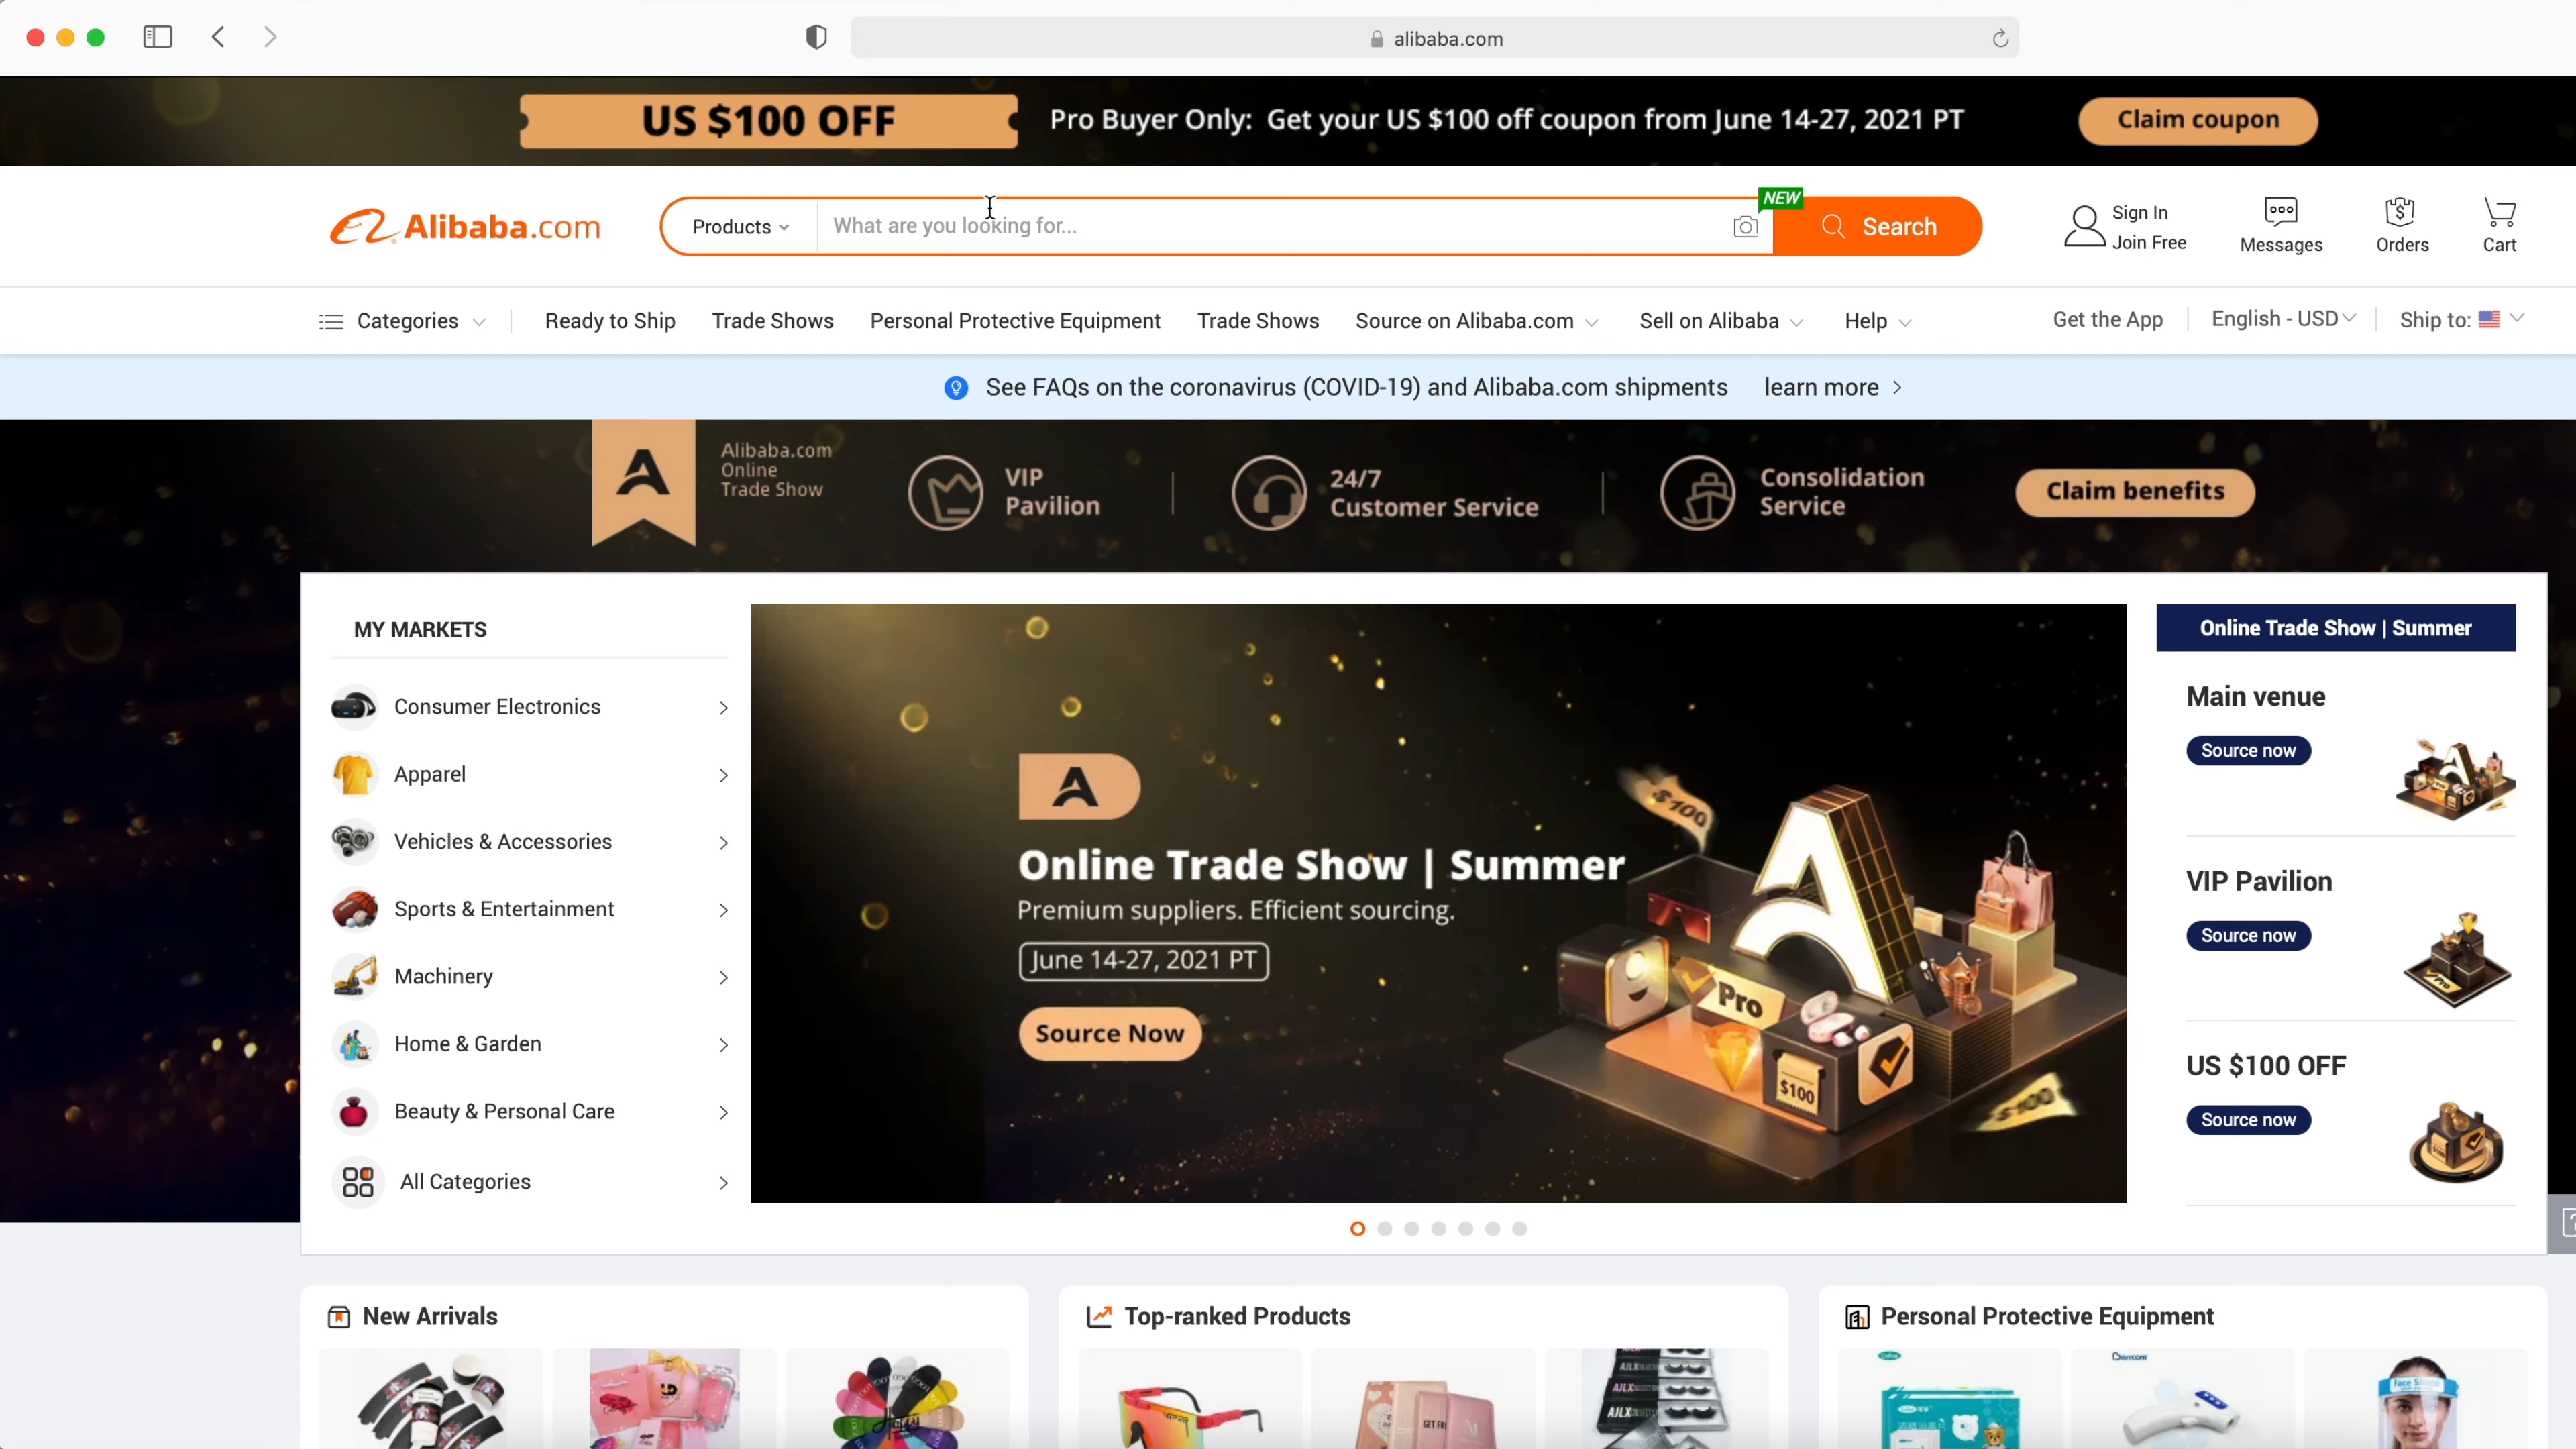 alibaba.com
US $100 OFF
Pro Buyer Only: Get your US $100 off coupon from June 14-27, 2021 PT
Claim coupon
Alibaba.com
Products
What are you looking for...
NEW
Search
Sign In
Join Free
Messages
Orders
Cart
Categories
Ready to Ship
Trade Shows
Personal Protective Equipment
Trade Shows
Source on Alibaba.com
Sell on Alibaba
Help
Get the App
English - USD
Ship to:
See FAQs on the coronavirus (COVID-19) and Alibaba.com shipments
learn more
A
Alibaba.com
Online
Trade Show
VIP
Pavilion
24/7
Customer Service
Consolidation
Service
Claim benefits
MY MARKETS
Consumer Electronics
Apparel
Vehicles & Accessories
Sports & Entertainment
Machinery
Home & Garden
Beauty & Personal Care
All Categories
A
Online Trade Show | Summer
Premium suppliers. Efficient sourcing.
June 14-27, 2021 PT
Source Now
$100
A
Pro
$100
$100
Online Trade Show | Summer
Main venue
Source now
VIP Pavilion
Source now
US $100 OFF
Source now
New Arrivals
Top-ranked Products
Personal Protective Equipment
AJLX
AJLX
AJLX
Face Shield